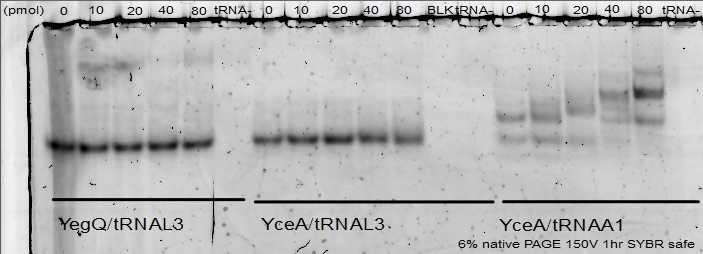 (pmol) 0 10 20 40 80 tRNA- 0 10 20 40 80 BLK tRNA- 0 10 20 40 80 tRNA-
YegQ/tRNAL3 YceA/tRNAL3 YceA/tRNAA1
6% native PAGE 150V 1hr SYBR safe